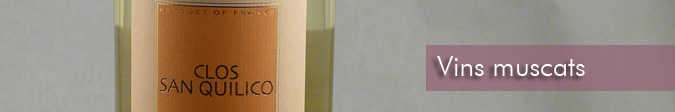 PRODUCT OF FRANCE
CLOS
SAN QUILICO
Vins muscats